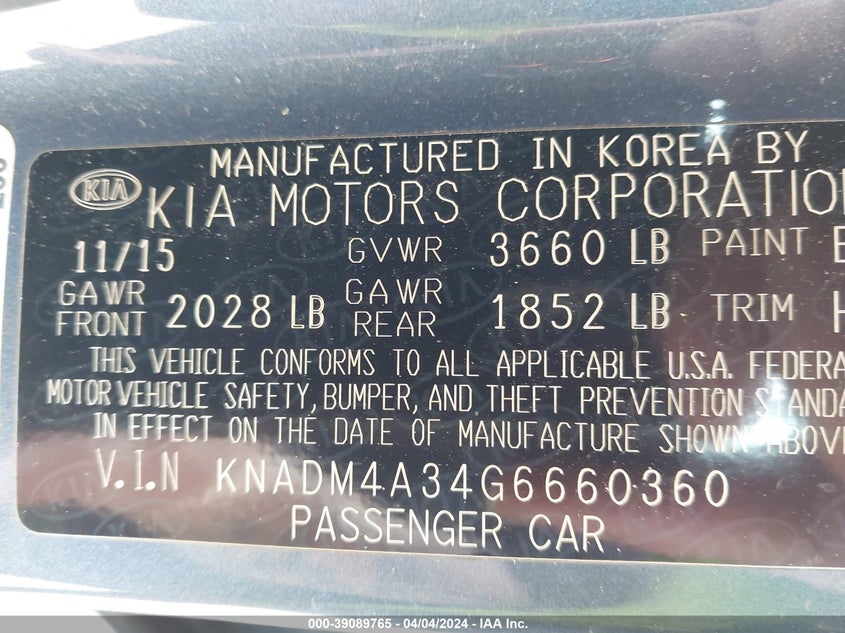 MANUFACTURED IN KOREA BY
KIA KIA MOTORS CORPORATION
11/15 GVWR 3660 LB PAINT
GAWR FRONT 2028 LB GAWR REAR 1852 LB TRIM
THIS VEHICLE CONFORMS TO ALL APPLICABLE U.S.A. FEDERA
MOTOR VEHICLE SAFETY, BUMPER, AND THEFT PREVENTION STANDA
IN EFFECT ON THE DATE OF MANUFACTURE SHOWN ABOVE
V.I.N KNADM4A34G6660360
PASSENGER CAR
000-39089765 - 04/04/2024 - IAA Inc.